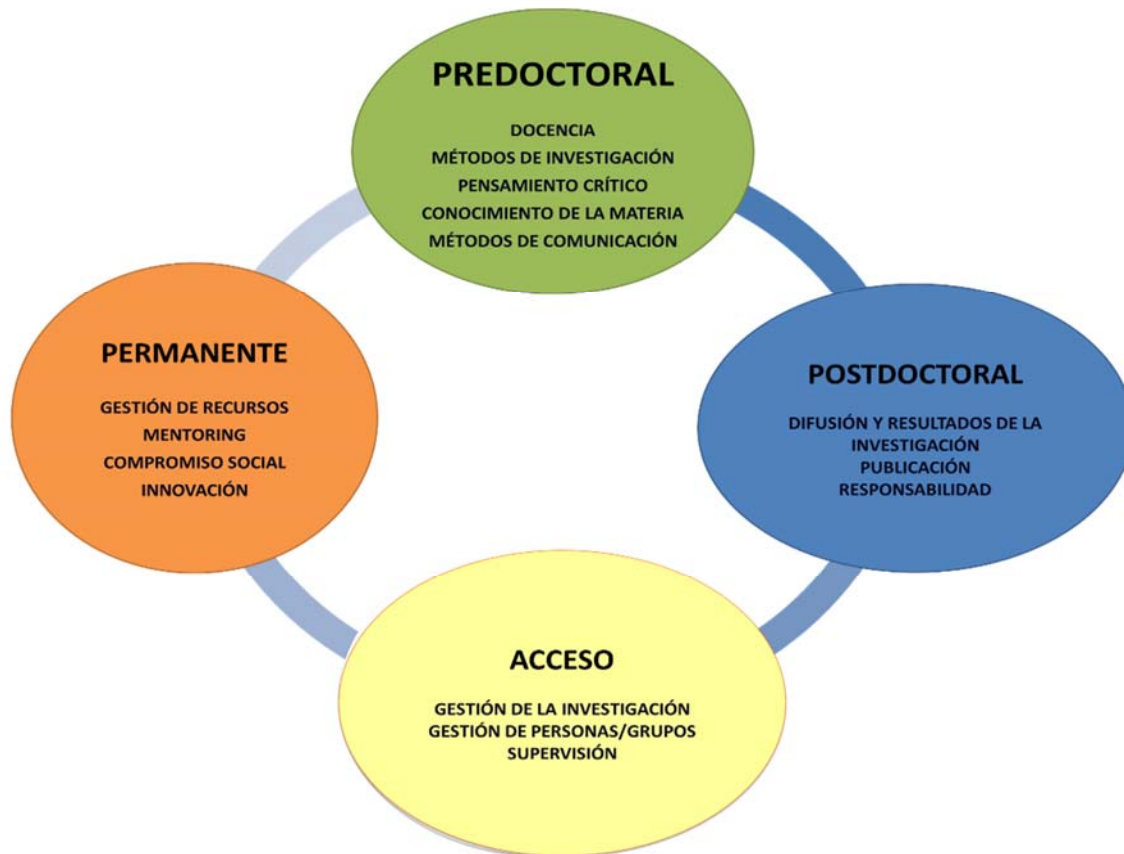 PREDOCTORAL
DOCENCIA
MÉTODOS DE INVESTIGACIÓN
PENSAMIENTO CRÍTICO
CONOCIMIENTO DE LA MATERIA
MÉTODOS DE COMUNICACIÓN
POSTDOCTORAL
DIFUSIÓN Y RESULTADOS DE LA
INVESTIGACIÓN
PUBLICACIÓN
RESPONSABILIDAD
ACCESO
GESTIÓN DE LA INVESTIGACIÓN
GESTIÓN DE PERSONAS/GRUPOS
SUPERVISIÓN
PERMANENTE
GESTIÓN DE RECURSOS
MENTORING
COMPROMISO SOCIAL
INNOVACIÓN